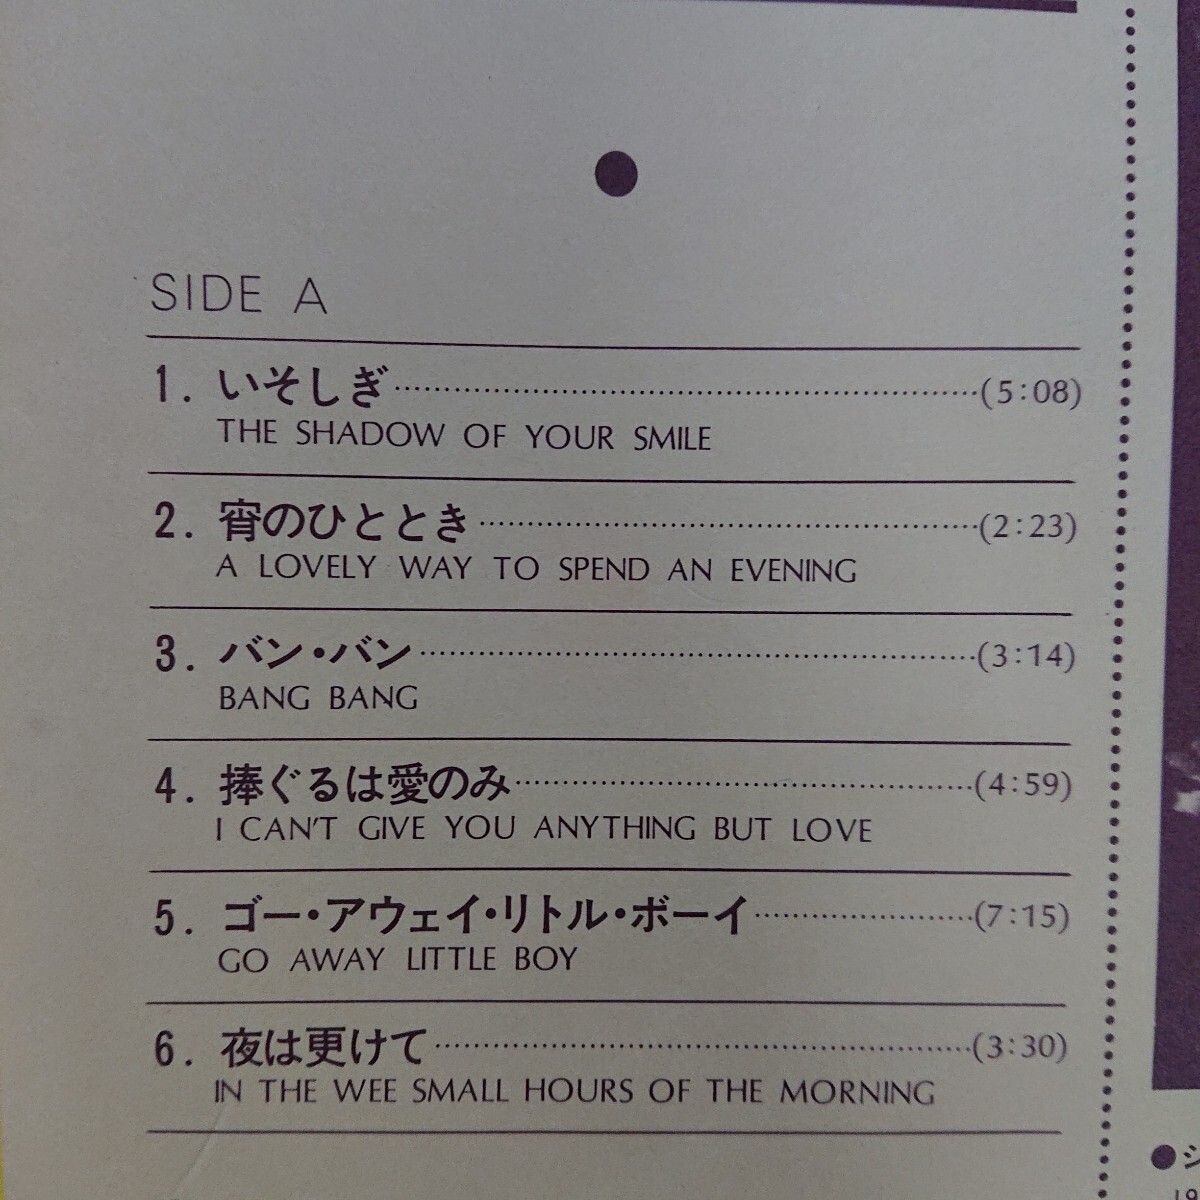 SIDE A
1. いそしぎ……………(5:08)
THE SHADOW OF YOUR SMILE
2. 宵のひととき……………(2:23)
A LOVELY WAY TO SPEND AN EVENING
3. バン・バン……………(3:14)
BANG BANG
4. 捧ぐるは愛のみ……………(4:59)
I CAN'T GIVE YOU ANYTHING BUT LOVE
5. ゴー・アウェイ・リトル・ボーイ……………(7:15)
GO AWAY LITTLE BOY
6. 夜は更けて……………(3:30)
IN THE WEE SMALL HOURS OF THE MORNING